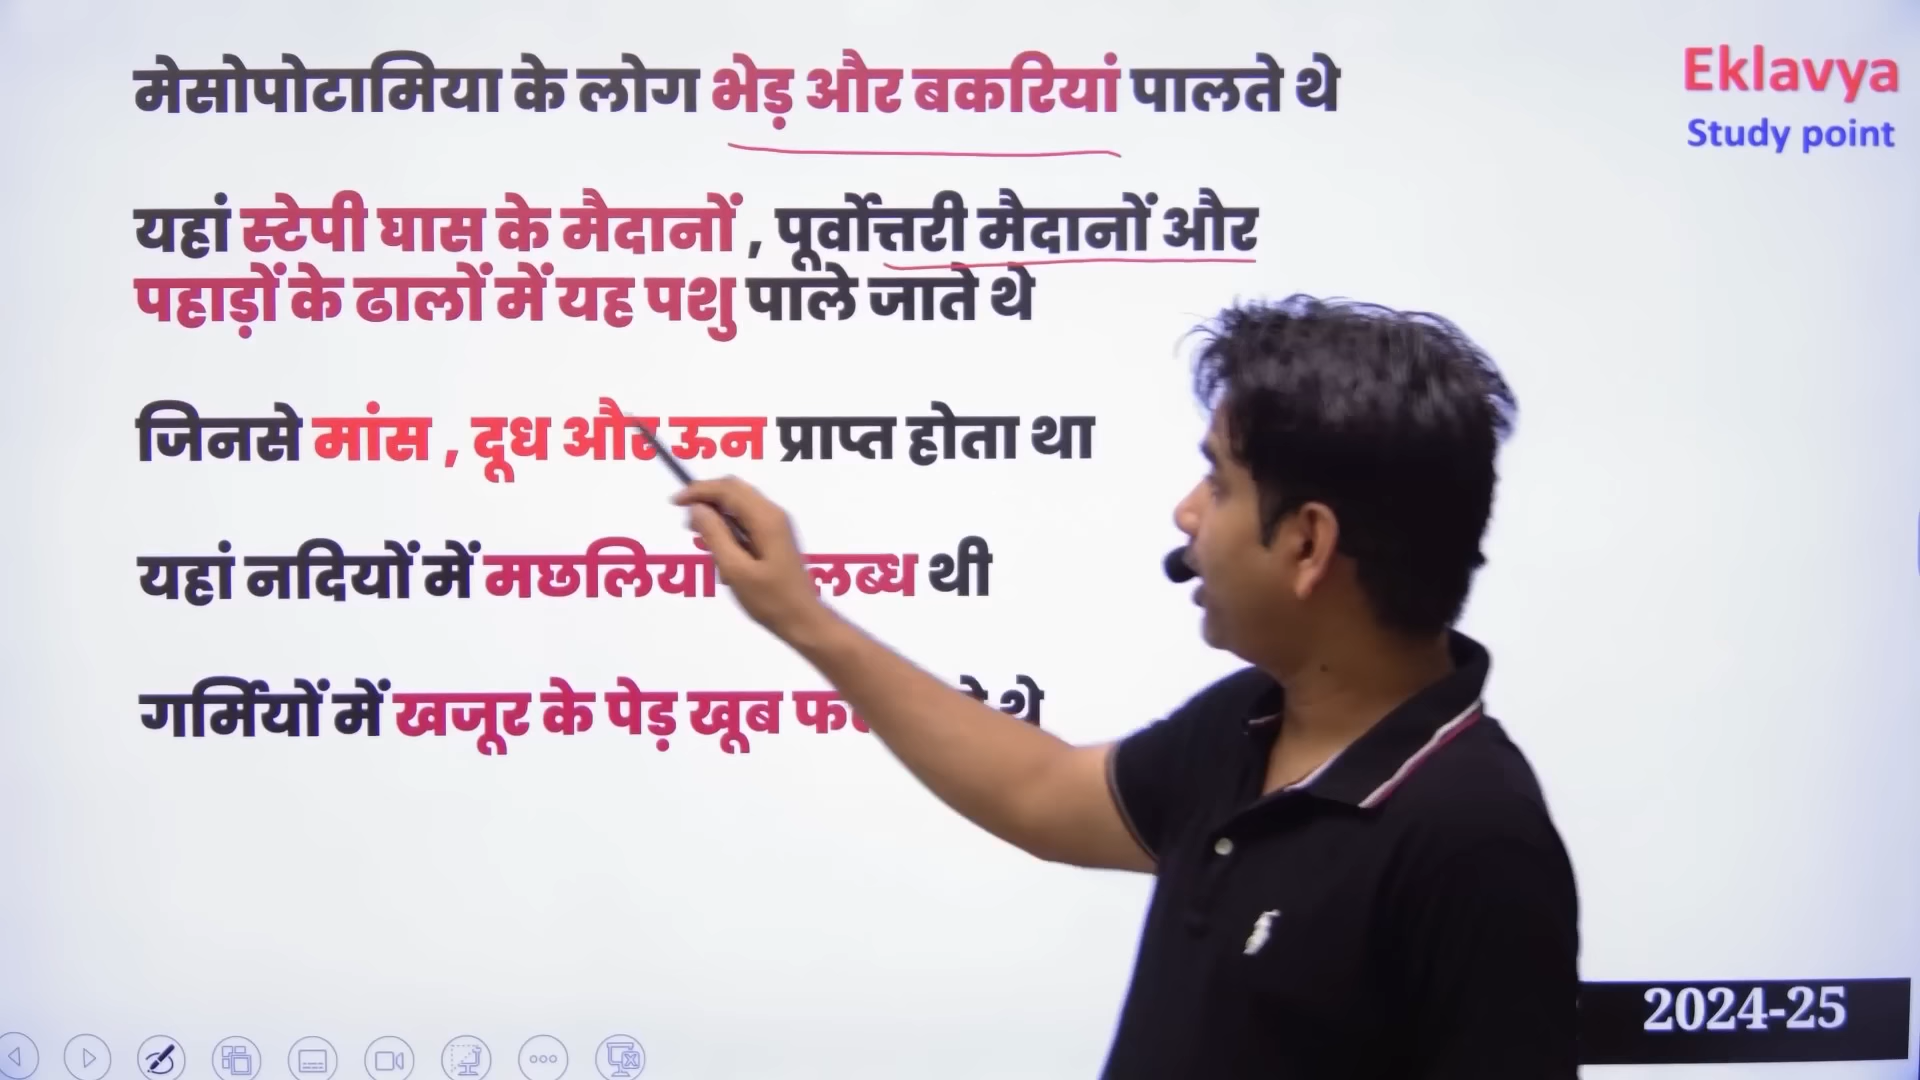 मेसोपोटामिया के लोग भेड़ और बकरियां पालते थे
Eklavya
Study point
यहां स्टेपी घास के मैदानों , पूर्वोत्तरी मैदानों और
पहाड़ों के ढालों में यह पशु पाले जाते थे
जिनसे मांस , दूध और ऊन प्राप्त होता था
यहां नदियों में थी
गर्मियों में खजूर के पेड़ खूब थे
2024-25